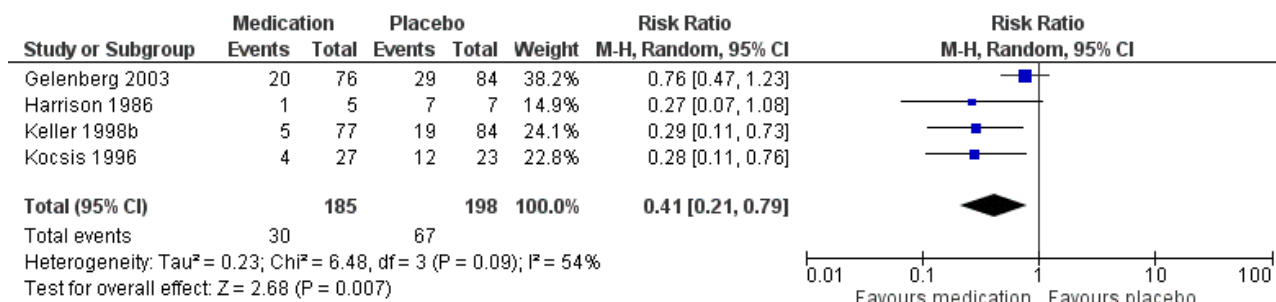 Medication Placebo Risk Ratio Risk Ratio
Study or Subgroup Events Total Events Total Weight M-H, Random, 95% CI M-H, Random, 95% CI
Gelenberg 2003 20 76 29 84 38.2% 0.76 [0.47, 1.23]
Harrison 1986 1 5 7 7 14.9% 0.27 [0.07, 1.08]
Keller 1998b 5 77 19 84 24.1% 0.29 [0.11, 0.73]
Kocsis 1996 4 27 12 23 22.8% 0.28 [0.11, 0.76]
Total (95% CI) 185 198 100.0% 0.41 [0.21, 0.79]
Total events 30 67
Heterogeneity: Tau² = 0.23; Chi² = 6.48, df = 3 (P = 0.09); I² = 54%
Test for overall effect: Z = 2.68 (P = 0.007)
0.01 0.1 1 10 100
Favours medication Favours placebo